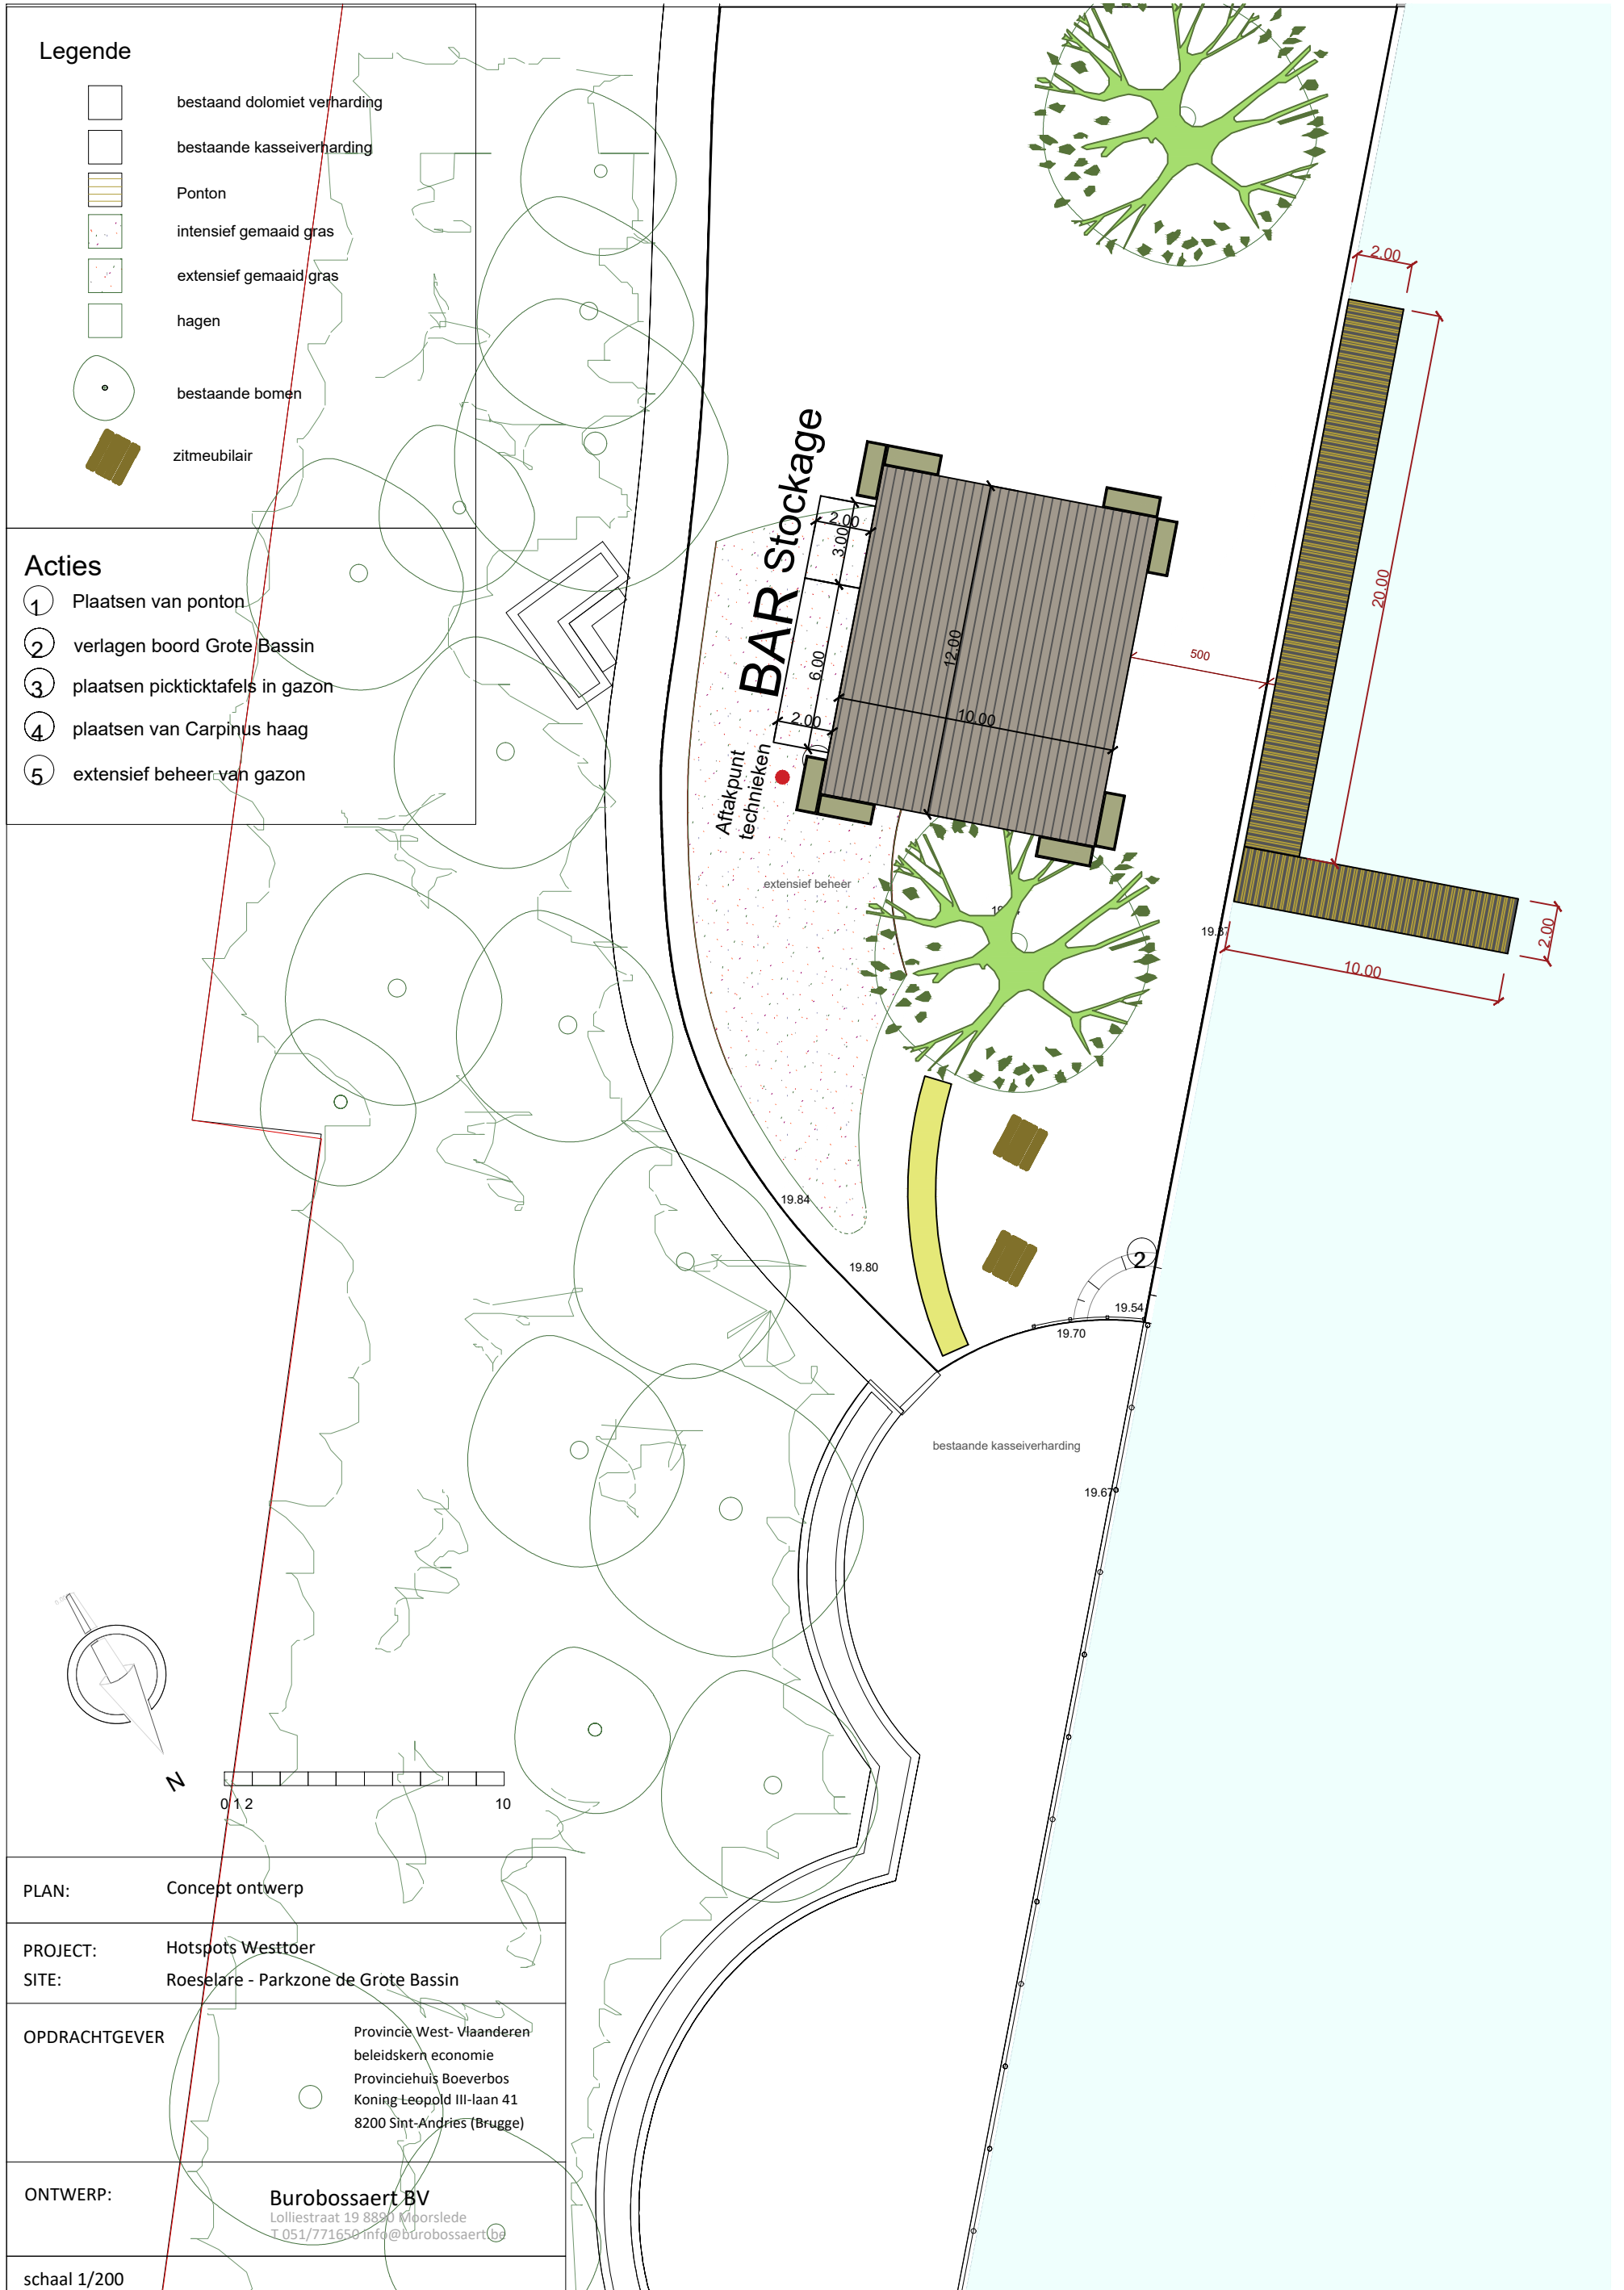 Legende
bestaand dolomiet verharding
bestaande kasseiverharding
Ponton
intensief gemaaid gras
extensief gemaaid gras
hagen
bestaande bomen
zitmeubilair
Acties
1 Plaatsen van ponton
2 verlagen boord Grote Bassin
3 plaatsen pickticktafels in gazon
4 plaatsen van Carpinus haag
5 extensief beheer van gazon
BAR Stockage
2.00
3.00
6.00
2.00
12.00
10.00
Aftakpunt
technieken
extensief beheer
2.00
20.00
500
19.87
2.00
10.00
19.84
19.80
2
19.54
19.70
bestaande kasseiverharding
19.67
N
0 1 2
10
PLAN: Concept ontwerp
PROJECT: Hotspots Westtoer
SITE: Roeselare - Parkzone de Grote Bassin
OPDRACHTGEVER
Provincie West- Vlaanderen
beleidskern economie
Provinciehuis Boeverbos
Koning Leopold III-laan 41
8200 Sint-Andries (Brugge)
ONTWERP:
Burobossaert BV
Lolliestraat 19 8890 Moorslede
T 051/771650 info@burobossaert.be
schaal 1/200